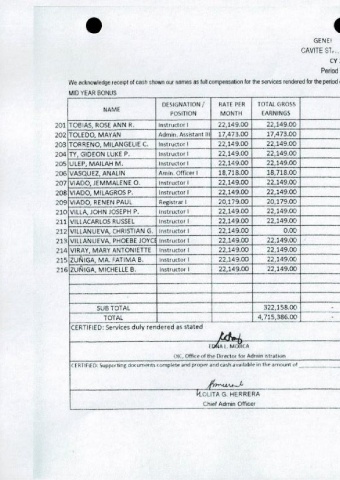 GENE
CAVITE ST
CY
Period
We acknowledge receipt of cash shown our names as full compensation for the services rendered for the period
MID YEAR BONUS
NAME DESIGNATION / POSITION RATE PER MONTH TOTAL GROSS EARNINGS
201 TOBIAS, ROSE ANN R. Instructor I 22,149.00 22,149.00
202 TOLEDO, MAYAN Admin. Assistant III 17,473.00 17,473.00
203 TORRENO, MILANGELIE C. Instructor I 22,149.00 22,149.00
204 TY, GIDEON LUKE P. Instructor I 22,149.00 22,149.00
205 ULEP, MAILAH M. Instructor I 22,149.00 22,149.00
206 VASQUEZ, ANALIN Amin. Officer I 18,718.00 18,718.00
207 VIADO, JEMMALENE O. Instructor I 22,149.00 22,149.00
208 VIADO, MILAGROS P. Instructor I 22,149.00 22,149.00
209 VIADO, RENEN PAUL Registrar I 20,179.00 20,179.00
210 VILLA, JOHN JOSEPH P. Instructor I 22,149.00 22,149.00
211 VILLACARLOS RUSSEL Instructor I 22,149.00 22,149.00
212 VILLANUEVA, CHRISTIAN G. Instructor I 22,149.00 0.00
213 VILLANUEVA, PHOEBE JOYCE Instructor I 22,149.00 22,149.00
214 VIRAY, MARY ANTONIETTE Instructor I 22,149.00 22,149.00
215 ZUÑIGA, MA. FATIMA B. Instructor I 22,149.00 22,149.00
216 ZUÑIGA, MICHELLE B. Instructor I 22,149.00 22,149.00
SUB TOTAL 322,158.00 -
TOTAL 4,715,386.00 -
CERTIFIED: Services duly rendered as stated
EDNA L. MOJICA
OIC, Office of the Director for Admin istration
CERTIFIED: Supporting documents complete and proper and cash available in the amount of
LOLITA G. HERRERA
Chief Admin Officer